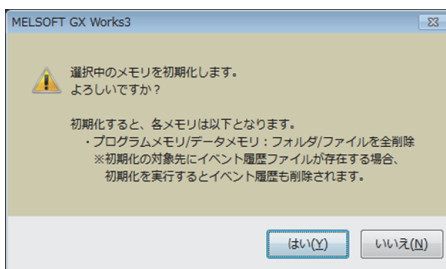 MELSOFT GX Works3
選択中のメモリを初期化します。
よろしいですか？
初期化すると、各メモリは以下となります。
・プログラムメモリ/データメモリ：フォルダ/ファイルを全削除
※初期化の対象先にイベント履歴ファイルが存在する場合、
初期化を実行するとイベント履歴も削除されます。
はい(Y)
いいえ(N)